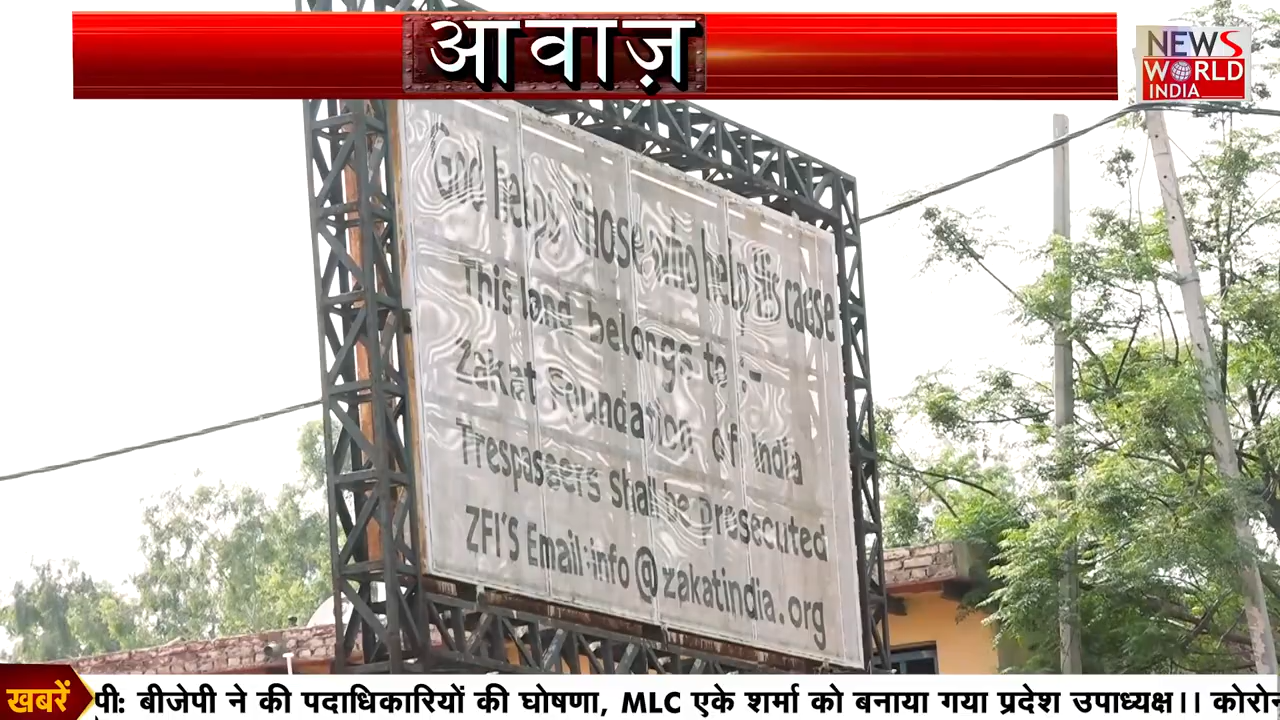 आवाज़
NEWS
WORLD
INDIA
God helps those who help His cause
This land belongs to :-
Zakat Foundation of India
Trespassers shall be prosecuted
ZFI'S Email:info@zakatindia.org
खबरें
पी: बीजेपी ने की पदाधिकारियों की घोषणा, MLC एके शर्मा को बनाया गया प्रदेश उपाध्यक्ष।। कोरोन